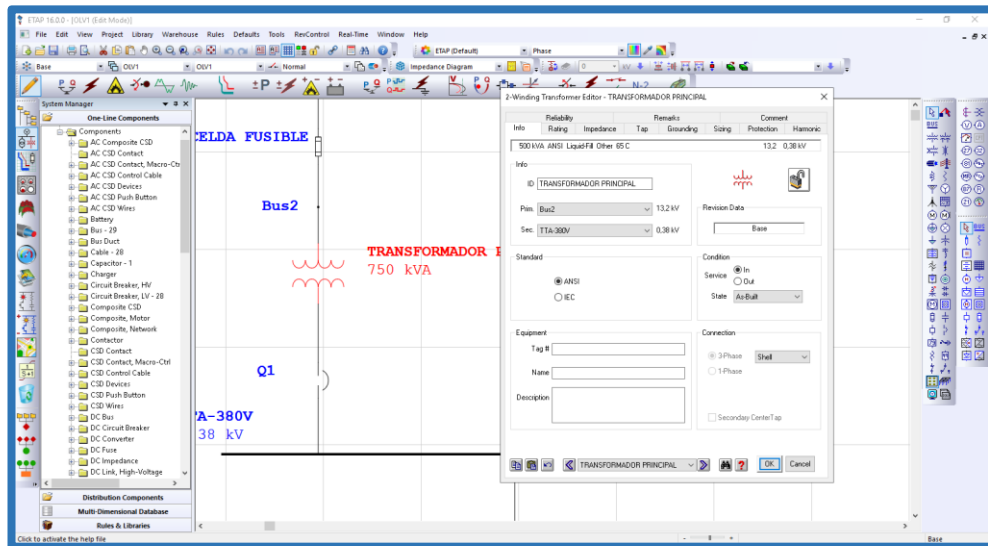 ETAP 16.0.0 - [OLV1 (Edit Mode)]
File Edit View Project Library Warehouse Rules Defaults Tools RevControl Real-Time Window Help
ETAP (Default) Phase
Base OLV1 OLV1 Normal Impedance Diagram 0 kV
System Manager
One-Line Components
Components
AC Composite CSD
AC CSD Contact
AC CSD Contact, Macro-Ctr
AC CSD Control Cable
AC CSD Devices
AC CSD Push Button
AC CSD Wires
Battery
Bus - 29
Bus Duct
Cable - 28
Capacitor - 1
Charger
Circuit Breaker, HV
Circuit Breaker, LV - 28
Composite CSD
Composite, Motor
Composite, Network
Contactor
CSD Contact
CSD Contact, Macro-Ctrl
CSD Control Cable
CSD Devices
CSD Push Button
CSD Wires
DC Bus
DC Circuit Breaker
DC Converter
DC Fuse
DC Impedance
DC Link, High-Voltage
Distribution Components
Multi-Dimensional Database
Rules & Libraries
Click to activate the help file
CELDA FUSIBLE
Bus2
TRANSFORMADOR P
750 kVA
Q1
TA-380V
38 kV
2-Winding Transformer Editor - TRANSFORMADOR PRINCIPAL
Reliability Remarks Comment
Info Rating Impedance Tap Grounding Sizing Protection Harmonic
500 kVA ANSI Liquid-Fill Other 65 C 13,2 0,38 kV
Info
ID TRANSFORMADOR PRINCIPAL
Prim. Bus2 13,2 kV
Sec. TTA-380V 0,38 kV
Revision Data
Base
Standard
ANSI
IEC
Condition
Service In
Out
State As-Built
Equipment
Tag #
Name
Description
Connection
3-Phase Shell
1-Phase
Secondary Center Tap
TRANSFORMADOR PRINCIPAL OK Cancel
Base